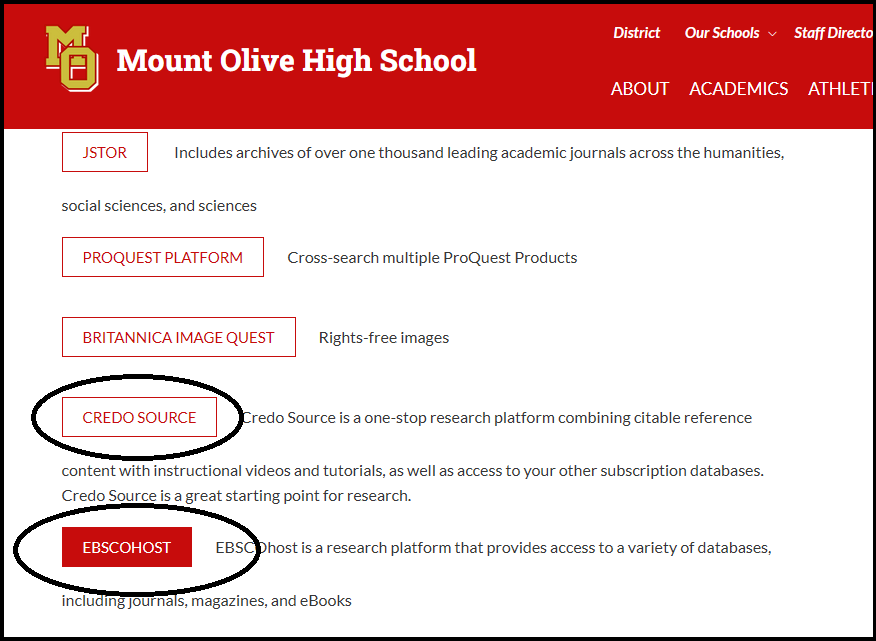 MO
Mount Olive High School
District Our Schools Staff Directo
ABOUT ACADEMICS ATHLETI
JSTOR Includes archives of over one thousand leading academic journals across the humanities,
social sciences, and sciences
PROQUEST PLATFORM Cross-search multiple ProQuest Products
BRITANNICA IMAGE QUEST Rights-free images
CREDO SOURCE Credo Source is a one-stop research platform combining citable reference
content with instructional videos and tutorials, as well as access to your other subscription databases.
Credo Source is a great starting point for research.
EBSCOHOST EBSCOhost is a research platform that provides access to a variety of databases,
including journals, magazines, and eBooks